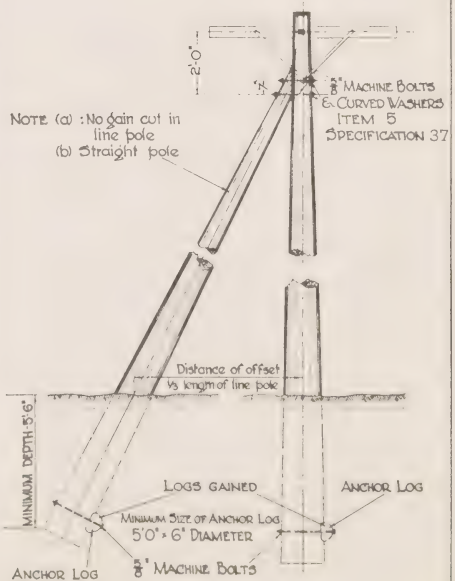 2'0"
5/8" MACHINE BOLTS
& CURVED WASHERS
ITEM 5
SPECIFICATION 37
NOTE (a) : No gain cut in
line pole
(b) Straight pole
Distance of offset
1/3 length of line pole
MINIMUM DEPTH-5'6"
LOGS GAINED
ANCHOR LOG
MINIMUM SIZE OF ANCHOR LOG
5'0" × 6" DIAMETER
ANCHOR LOG
5/8" MACHINE BOLTS